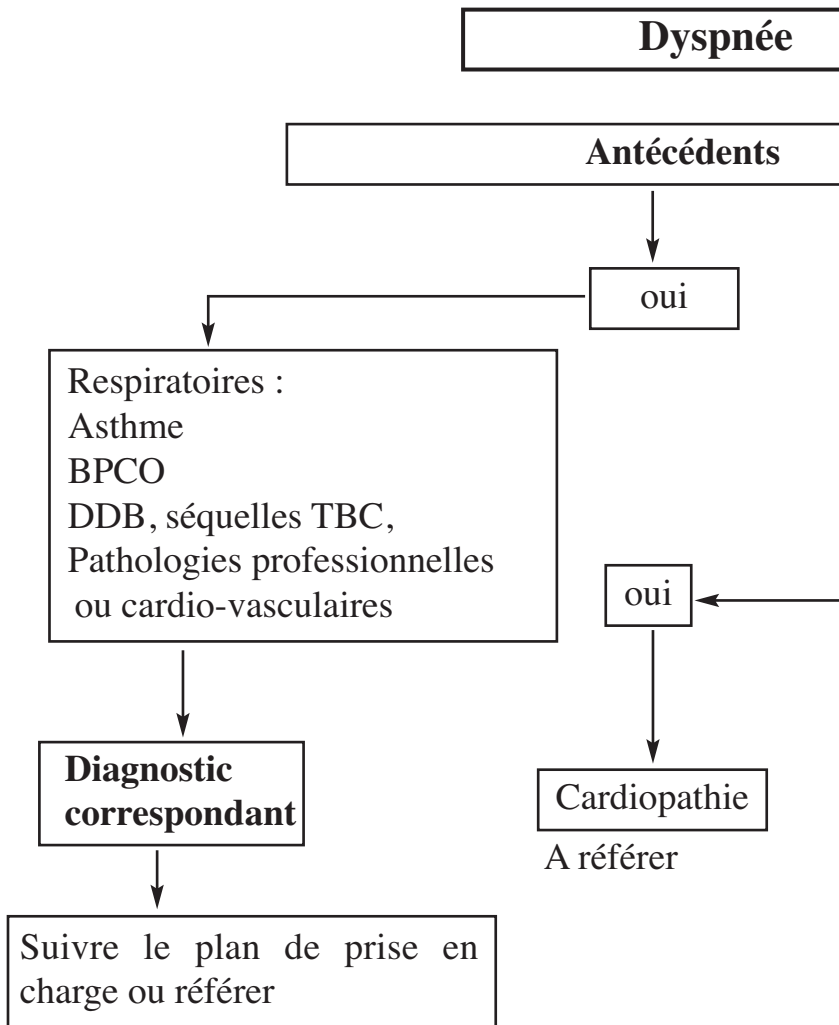 Dyspnée
Antécédents
oui
Respiratoires :
Asthme
BPCO
DDB, séquelles TBC,
Pathologies professionnelles
ou cardio-vasculaires
oui
Diagnostic
correspondant
Cardiopathie
A référer
Suivre le plan de prise en
charge ou référer